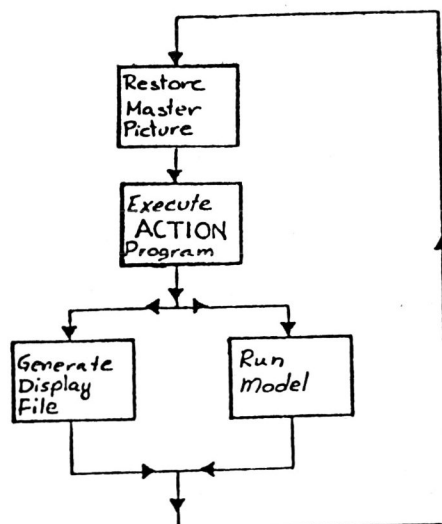 Restore
Master
Picture
Execute
ACTION
Program
Generate
Display
File
Run
Model